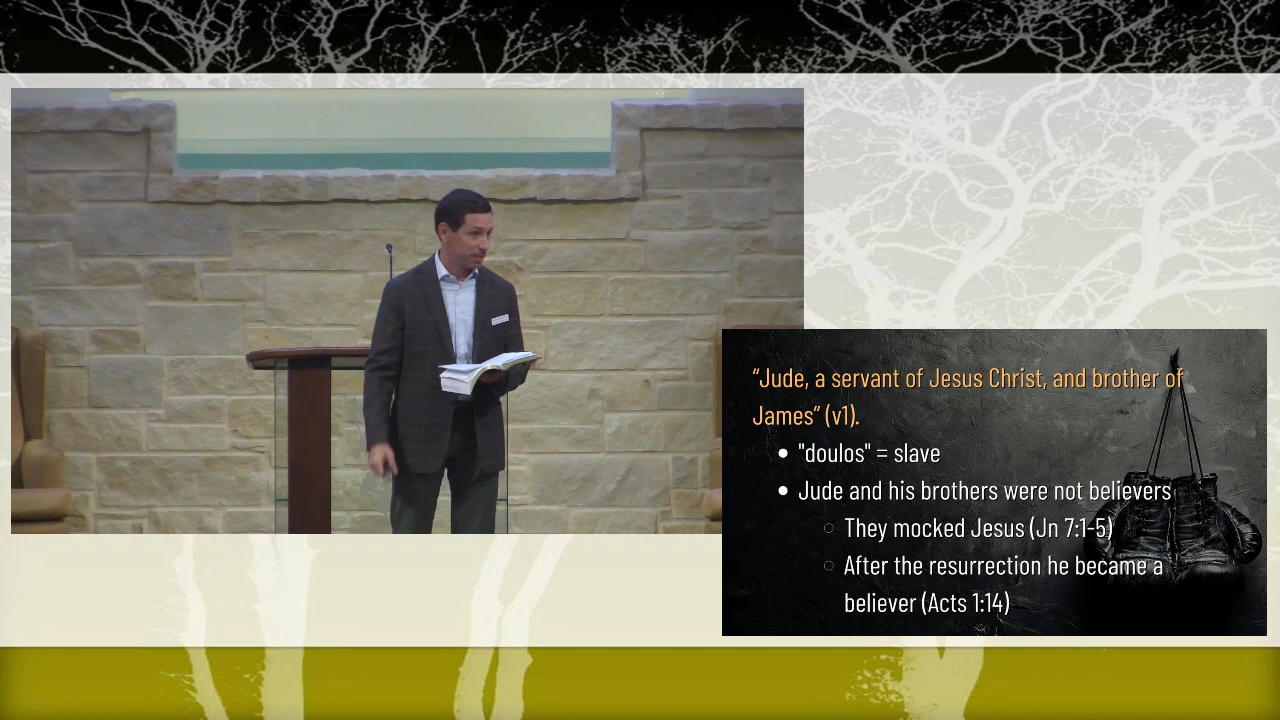 “Jude, a servant of Jesus Christ, and brother of
James” (v1).
• "doulos" = slave
• Jude and his brothers were not believers
○ They mocked Jesus (Jn 7:1-5)
○ After the resurrection he became a
believer (Acts 1:14)